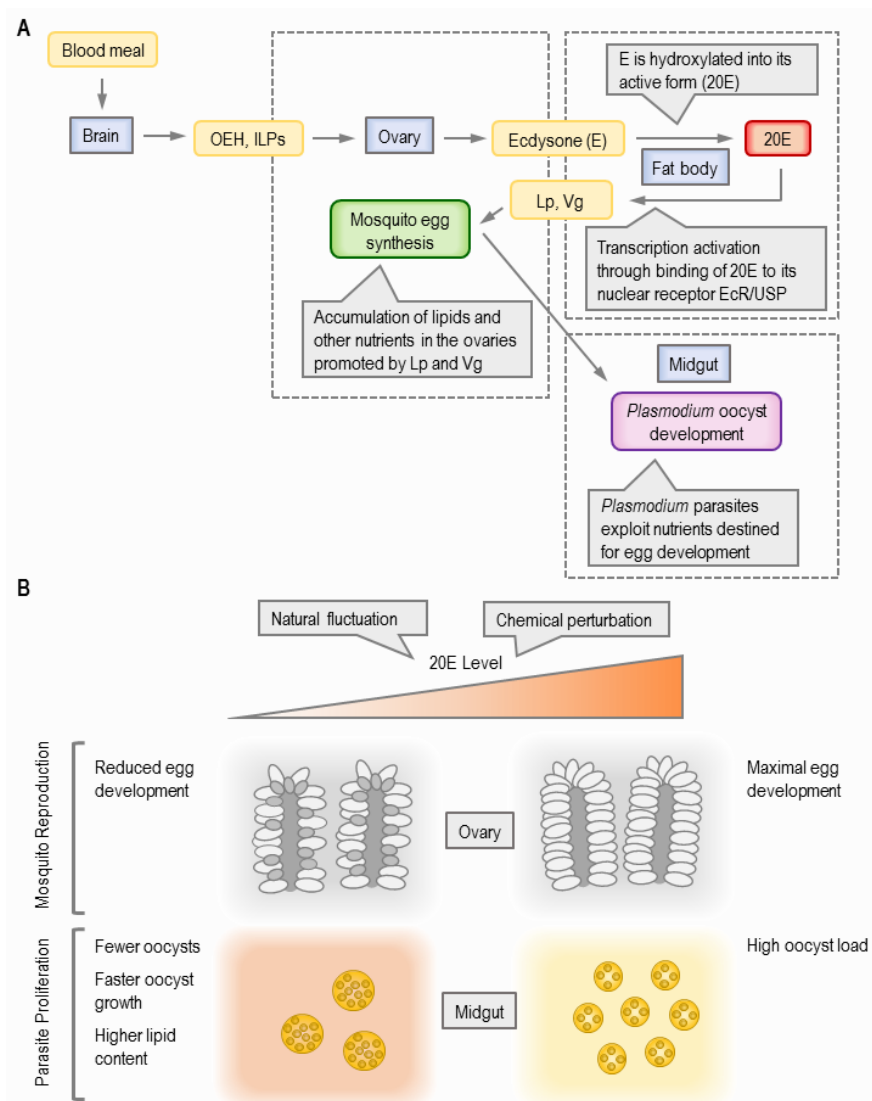 A
Blood meal
E is hydroxylated into its
active form (20E)
Brain
OEH, ILPs
Ovary
Ecdysone (E)
20E
Fat body
Lp, Vg
Mosquito egg
synthesis
Transcription activation
through binding of 20E to its
nuclear receptor EcR/USP
Accumulation of lipids and
other nutrients in the ovaries
promoted by Lp and Vg
Midgut
Plasmodium oocyst
development
Plasmodium parasites
exploit nutrients destined
for egg development
B
Natural fluctuation
Chemical perturbation
20E Level
Mosquito Reproduction
Reduced egg
development
Ovary
Maximal egg
development
Parasite Proliferation
Fewer oocysts
Faster oocyst
growth
Higher lipid
content
Midgut
High oocyst load